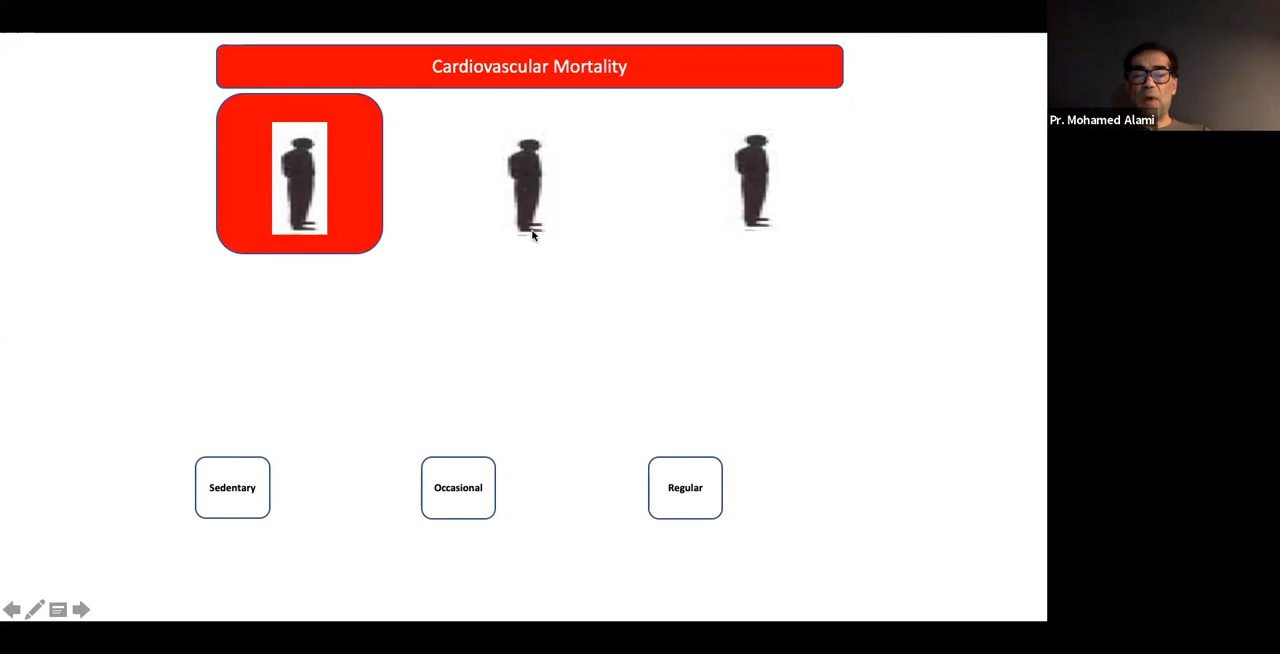 Cardiovascular Mortality
Pr. Mohamed Alami
Sedentary
Occasional
Regular